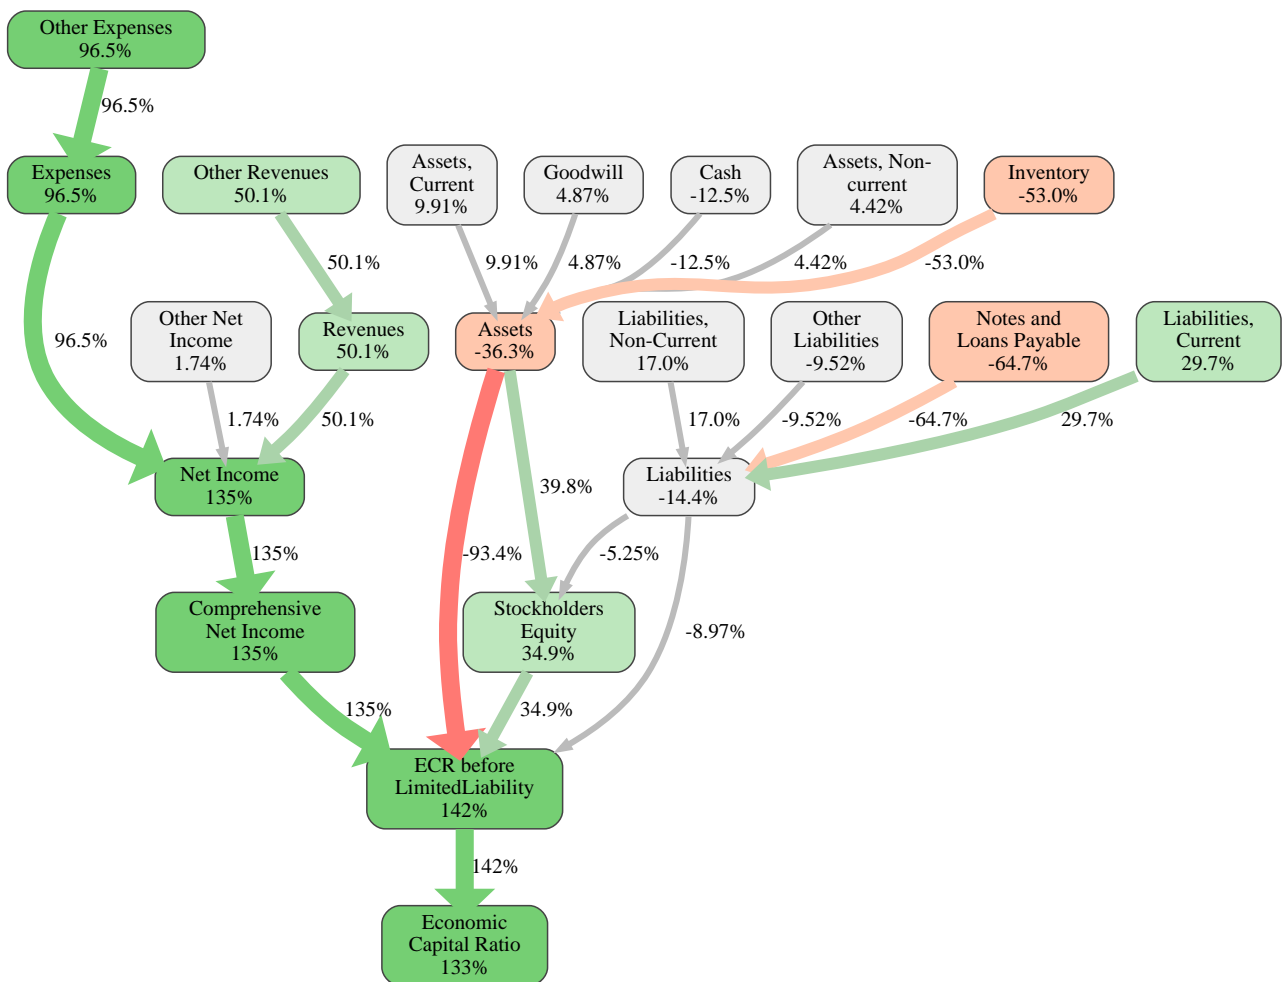 Other Expenses
96.5%
96.5%
Expenses
96.5%
Other Revenues
50.1%
Assets,
Current
9.91%
Goodwill
4.87%
Cash
-12.5%
Assets, Non-
current
4.42%
Inventory
-53.0%
50.1%
9.91%
4.87%
-12.5%
4.42%
-53.0%
96.5%
Other Net
Income
1.74%
Revenues
50.1%
Assets
-36.3%
Liabilities,
Non-Current
17.0%
Other
Liabilities
-9.52%
Notes and
Loans Payable
-64.7%
Liabilities,
Current
29.7%
1.74%
50.1%
17.0%
-9.52%
-64.7%
29.7%
Net Income
135%
39.8%
Liabilities
-14.4%
135%
-93.4%
-5.25%
Comprehensive
Net Income
135%
Stockholders
Equity
34.9%
-8.97%
135%
34.9%
ECR before
LimitedLiability
142%
142%
Economic
Capital Ratio
133%